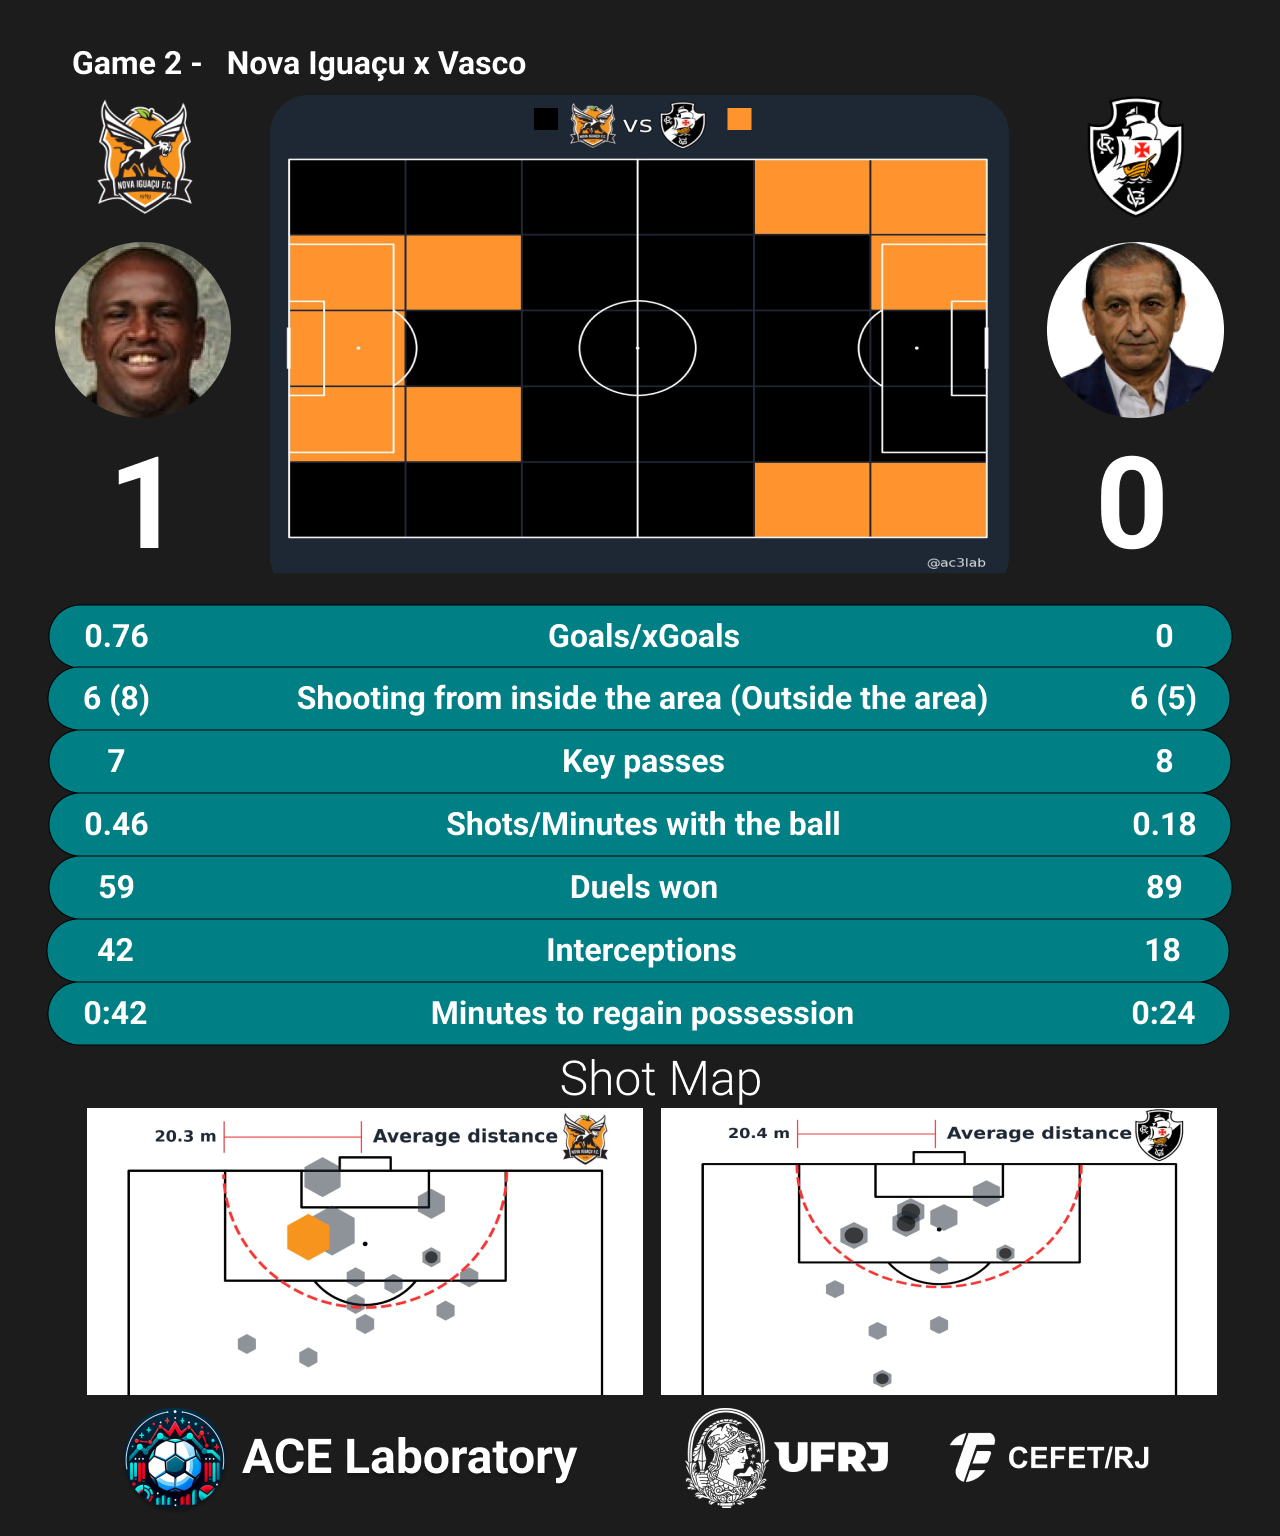 Game 2 - Nova Iguaçu x Vasco
vs
NOVA IGUAÇU F.C.
1
0
@ac3lab
0.76 Goals/xGoals 0
6 (8) Shooting from inside the area (Outside the area) 6 (5)
7 Key passes 8
0.46 Shots/Minutes with the ball 0.18
59 Duels won 89
42 Interceptions 18
0:42 Minutes to regain possession 0:24
Shot Map
20.3 m Average distance
20.4 m Average distance
ACE Laboratory
UFRJ
CEFET/RJ